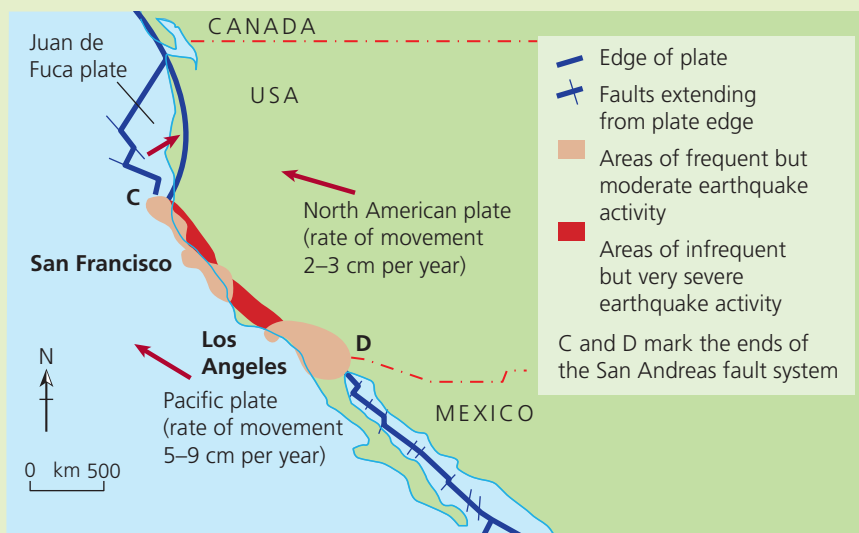 CANADA
Juan de
Fuca plate
USA
C
North American plate
(rate of movement
2–3 cm per year)
San Francisco
Los
Angeles
D
N
Pacific plate
(rate of movement
5–9 cm per year)
MEXICO
0 km 500
Edge of plate
Faults extending
from plate edge
Areas of frequent but
moderate earthquake
activity
Areas of infrequent
but very severe
earthquake activity
C and D mark the ends of
the San Andreas fault system